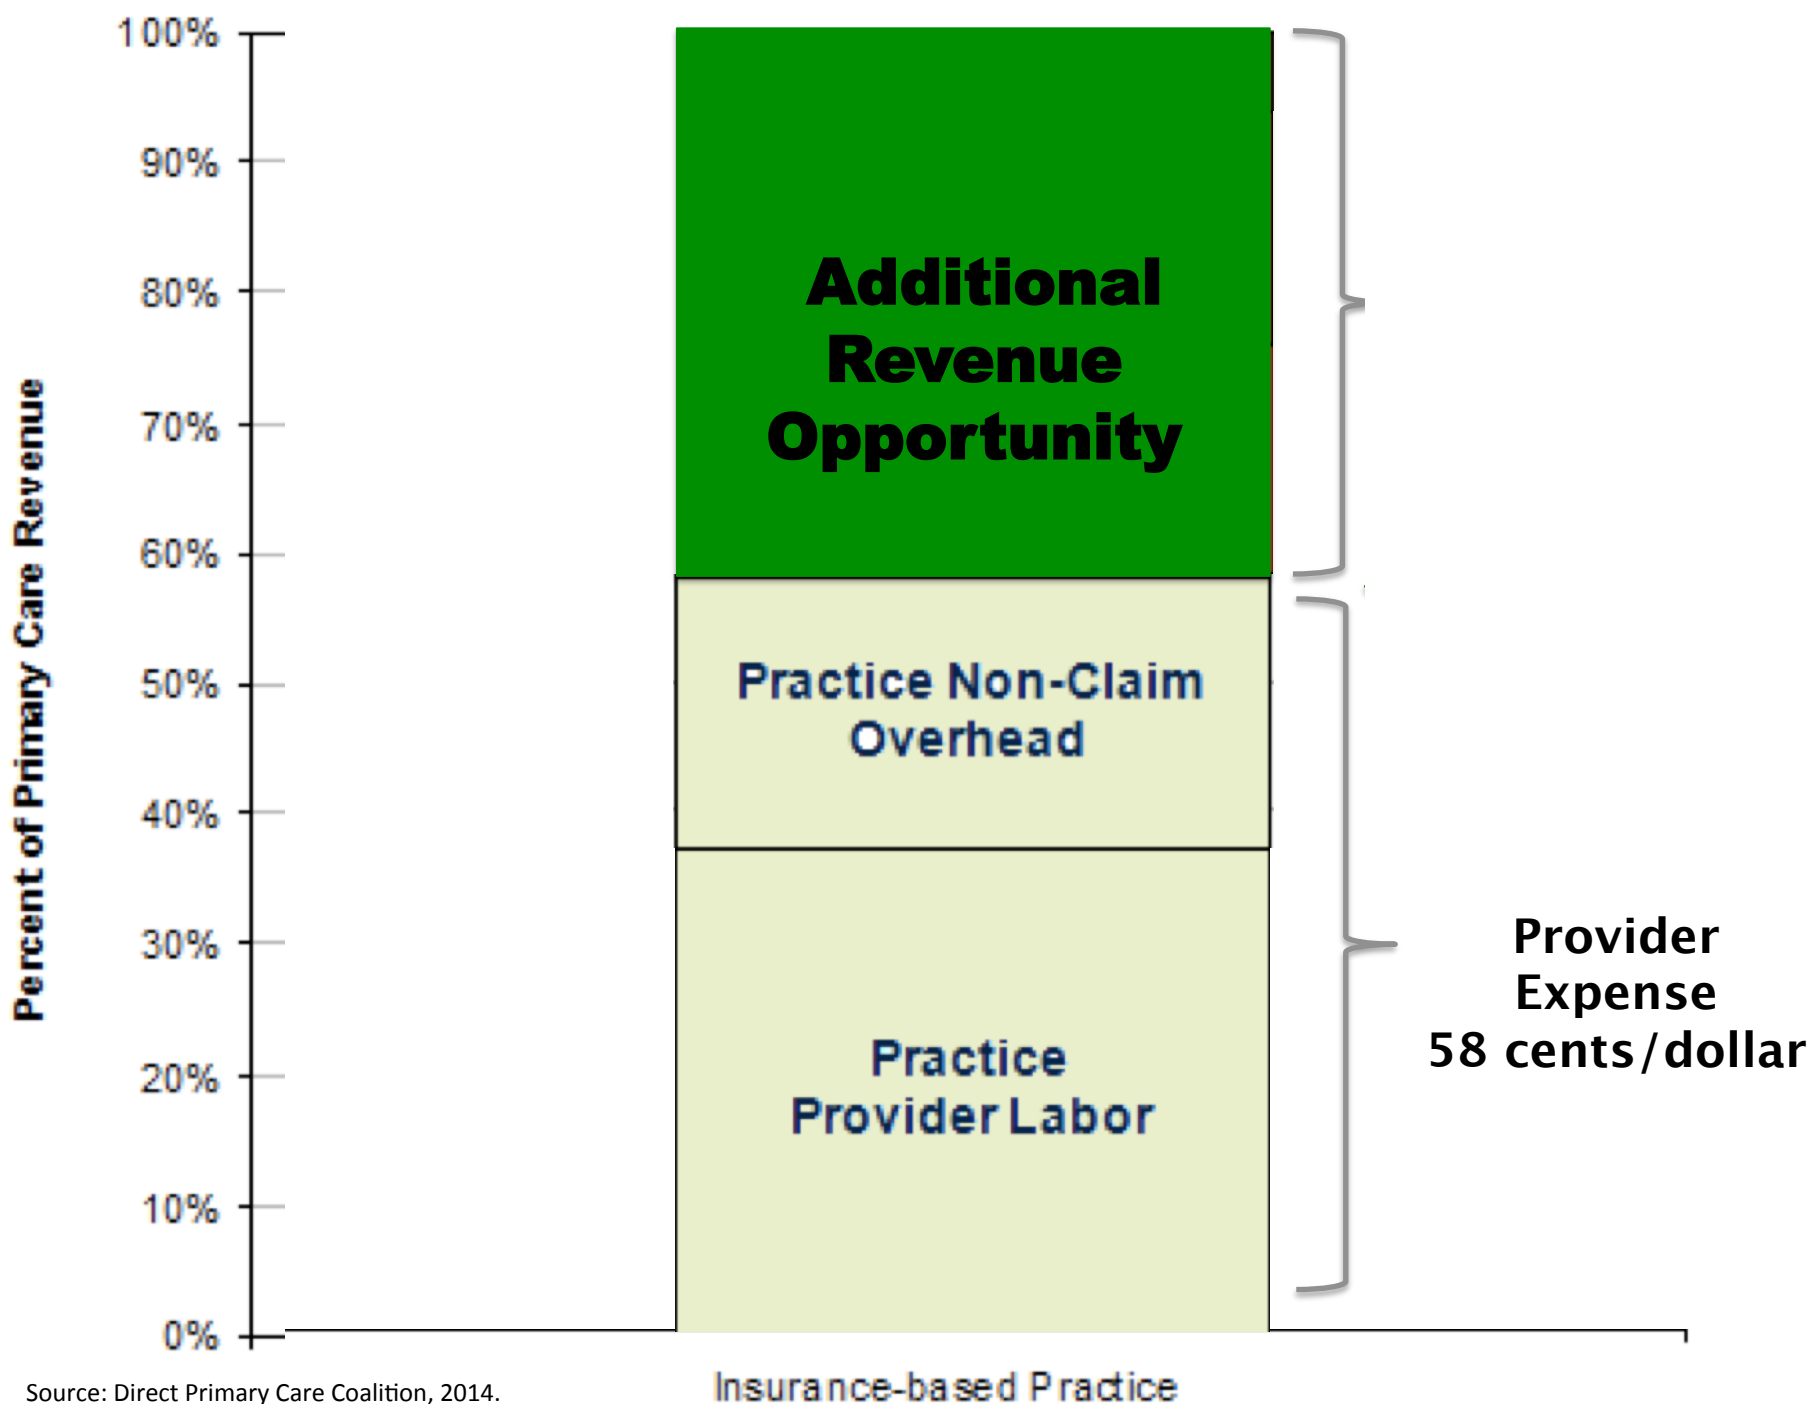 100%
90%
80%
70%
60%
50%
40%
30%
20%
10%
0%
Percent of Primary Care Revenue
Additional
Revenue
Opportunity
Practice Non-Claim
Overhead
Practice
Provider Labor
Provider
Expense
58 cents/dollar
Insurance-based Practice
Source: Direct Primary Care Coalition, 2014.